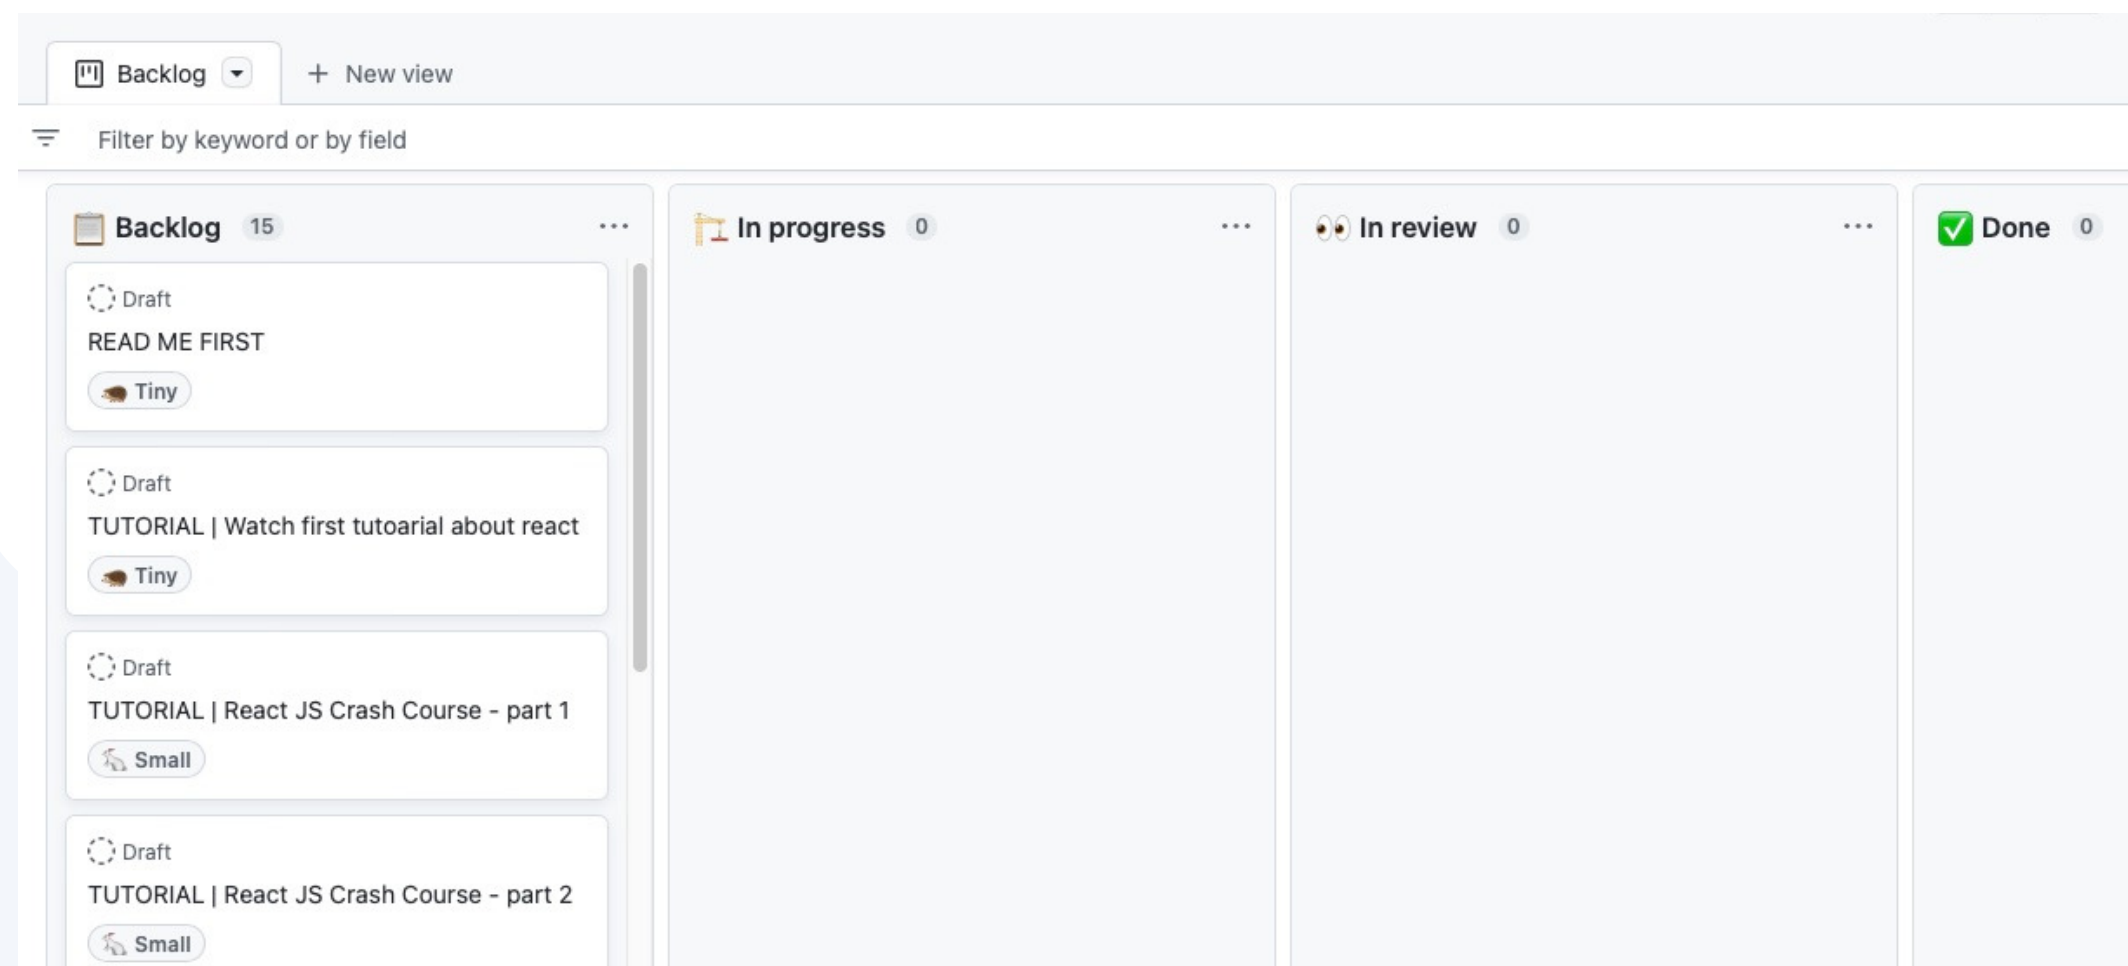 Backlog
New view
Filter by keyword or by field
Backlog 15
Draft
READ ME FIRST
Tiny
Draft
TUTORIAL | Watch first tutoarial about react
Tiny
Draft
TUTORIAL | React JS Crash Course - part 1
Small
Draft
TUTORIAL | React JS Crash Course - part 2
Small
In progress 0
In review 0
Done 0